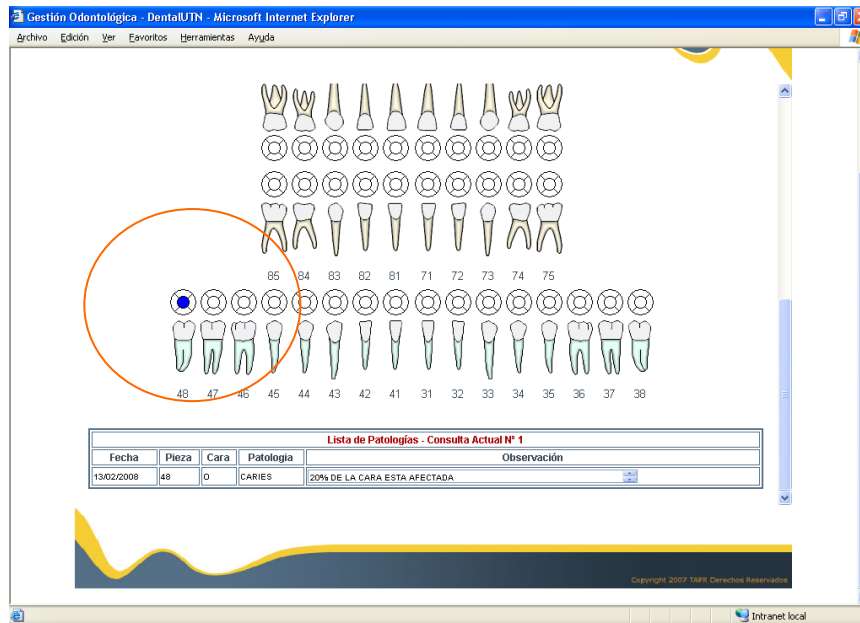 Gestión Odontológica - DentalUTN - Microsoft Internet Explorer
Archivo Edición Ver Favoritos Herramientas Ayuda
85 84 83 82 81 71 72 73 74 75
48 47 46 45 44 43 42 41 31 32 33 34 35 36 37 38
Lista de Patologías - Consulta Actual Nº 1
Fecha Pieza Cara Patologia Observación
13/02/2008 48 O CARIES 20% DE LA CARA ESTA AFECTADA
Copyright 2007 TAFR Derechos Reservados
Intranet local